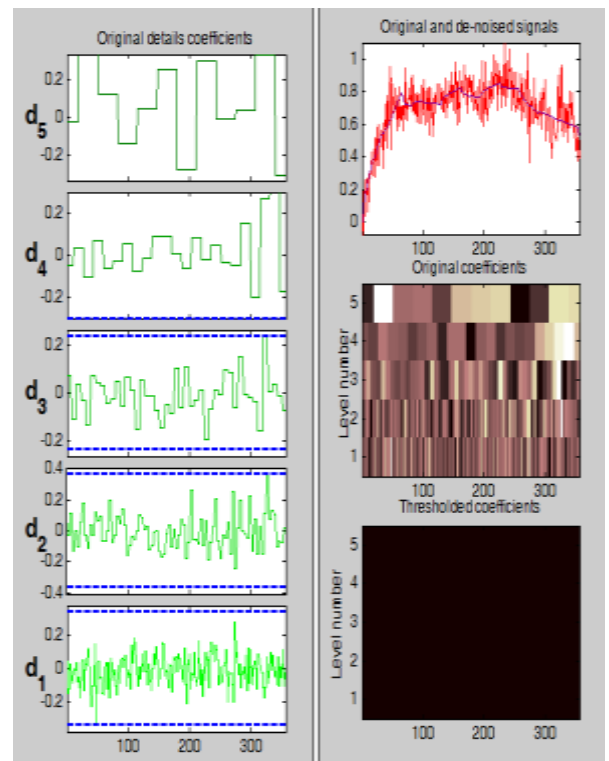 Original details coefficients
0.2
0
-0.2
d5
0.2
0
-0.2
d4
0.2
0
-0.2
d3
0.4
0.2
0
-0.2
-0.4
d2
0.2
0
-0.2
d1
100 200 300
Original and de-noised signals
1
0.8
0.6
0.4
0.2
0
100 200 300
Original coefficients
5
4
3
2
1
Level number
100 200 300
Thresholded coefficients
5
4
3
2
1
Level number
100 200 300